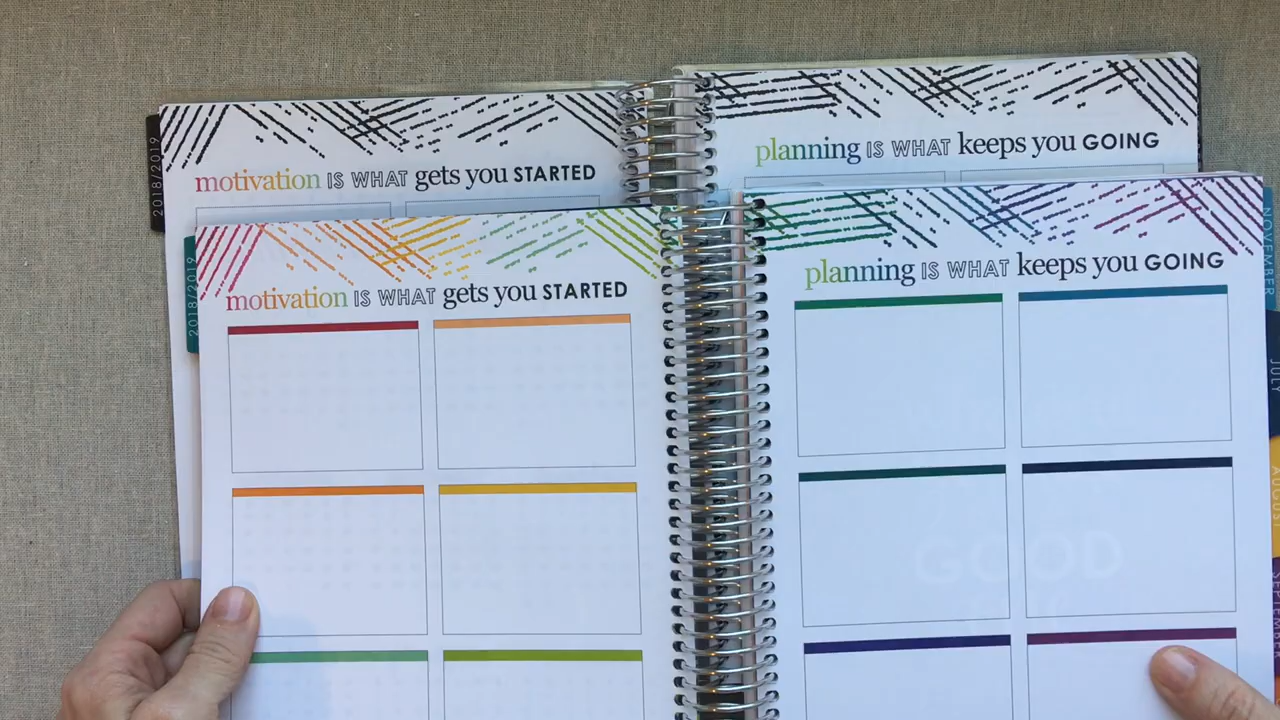 motivation IS WHAT gets you STARTED
planning IS WHAT keeps you GOING
2018/2019
motivation IS WHAT gets you STARTED
planning IS WHAT keeps you GOING
2018/2019
NOVEMBER
JULY
AUGUST
SEPTEMBER
GOOD